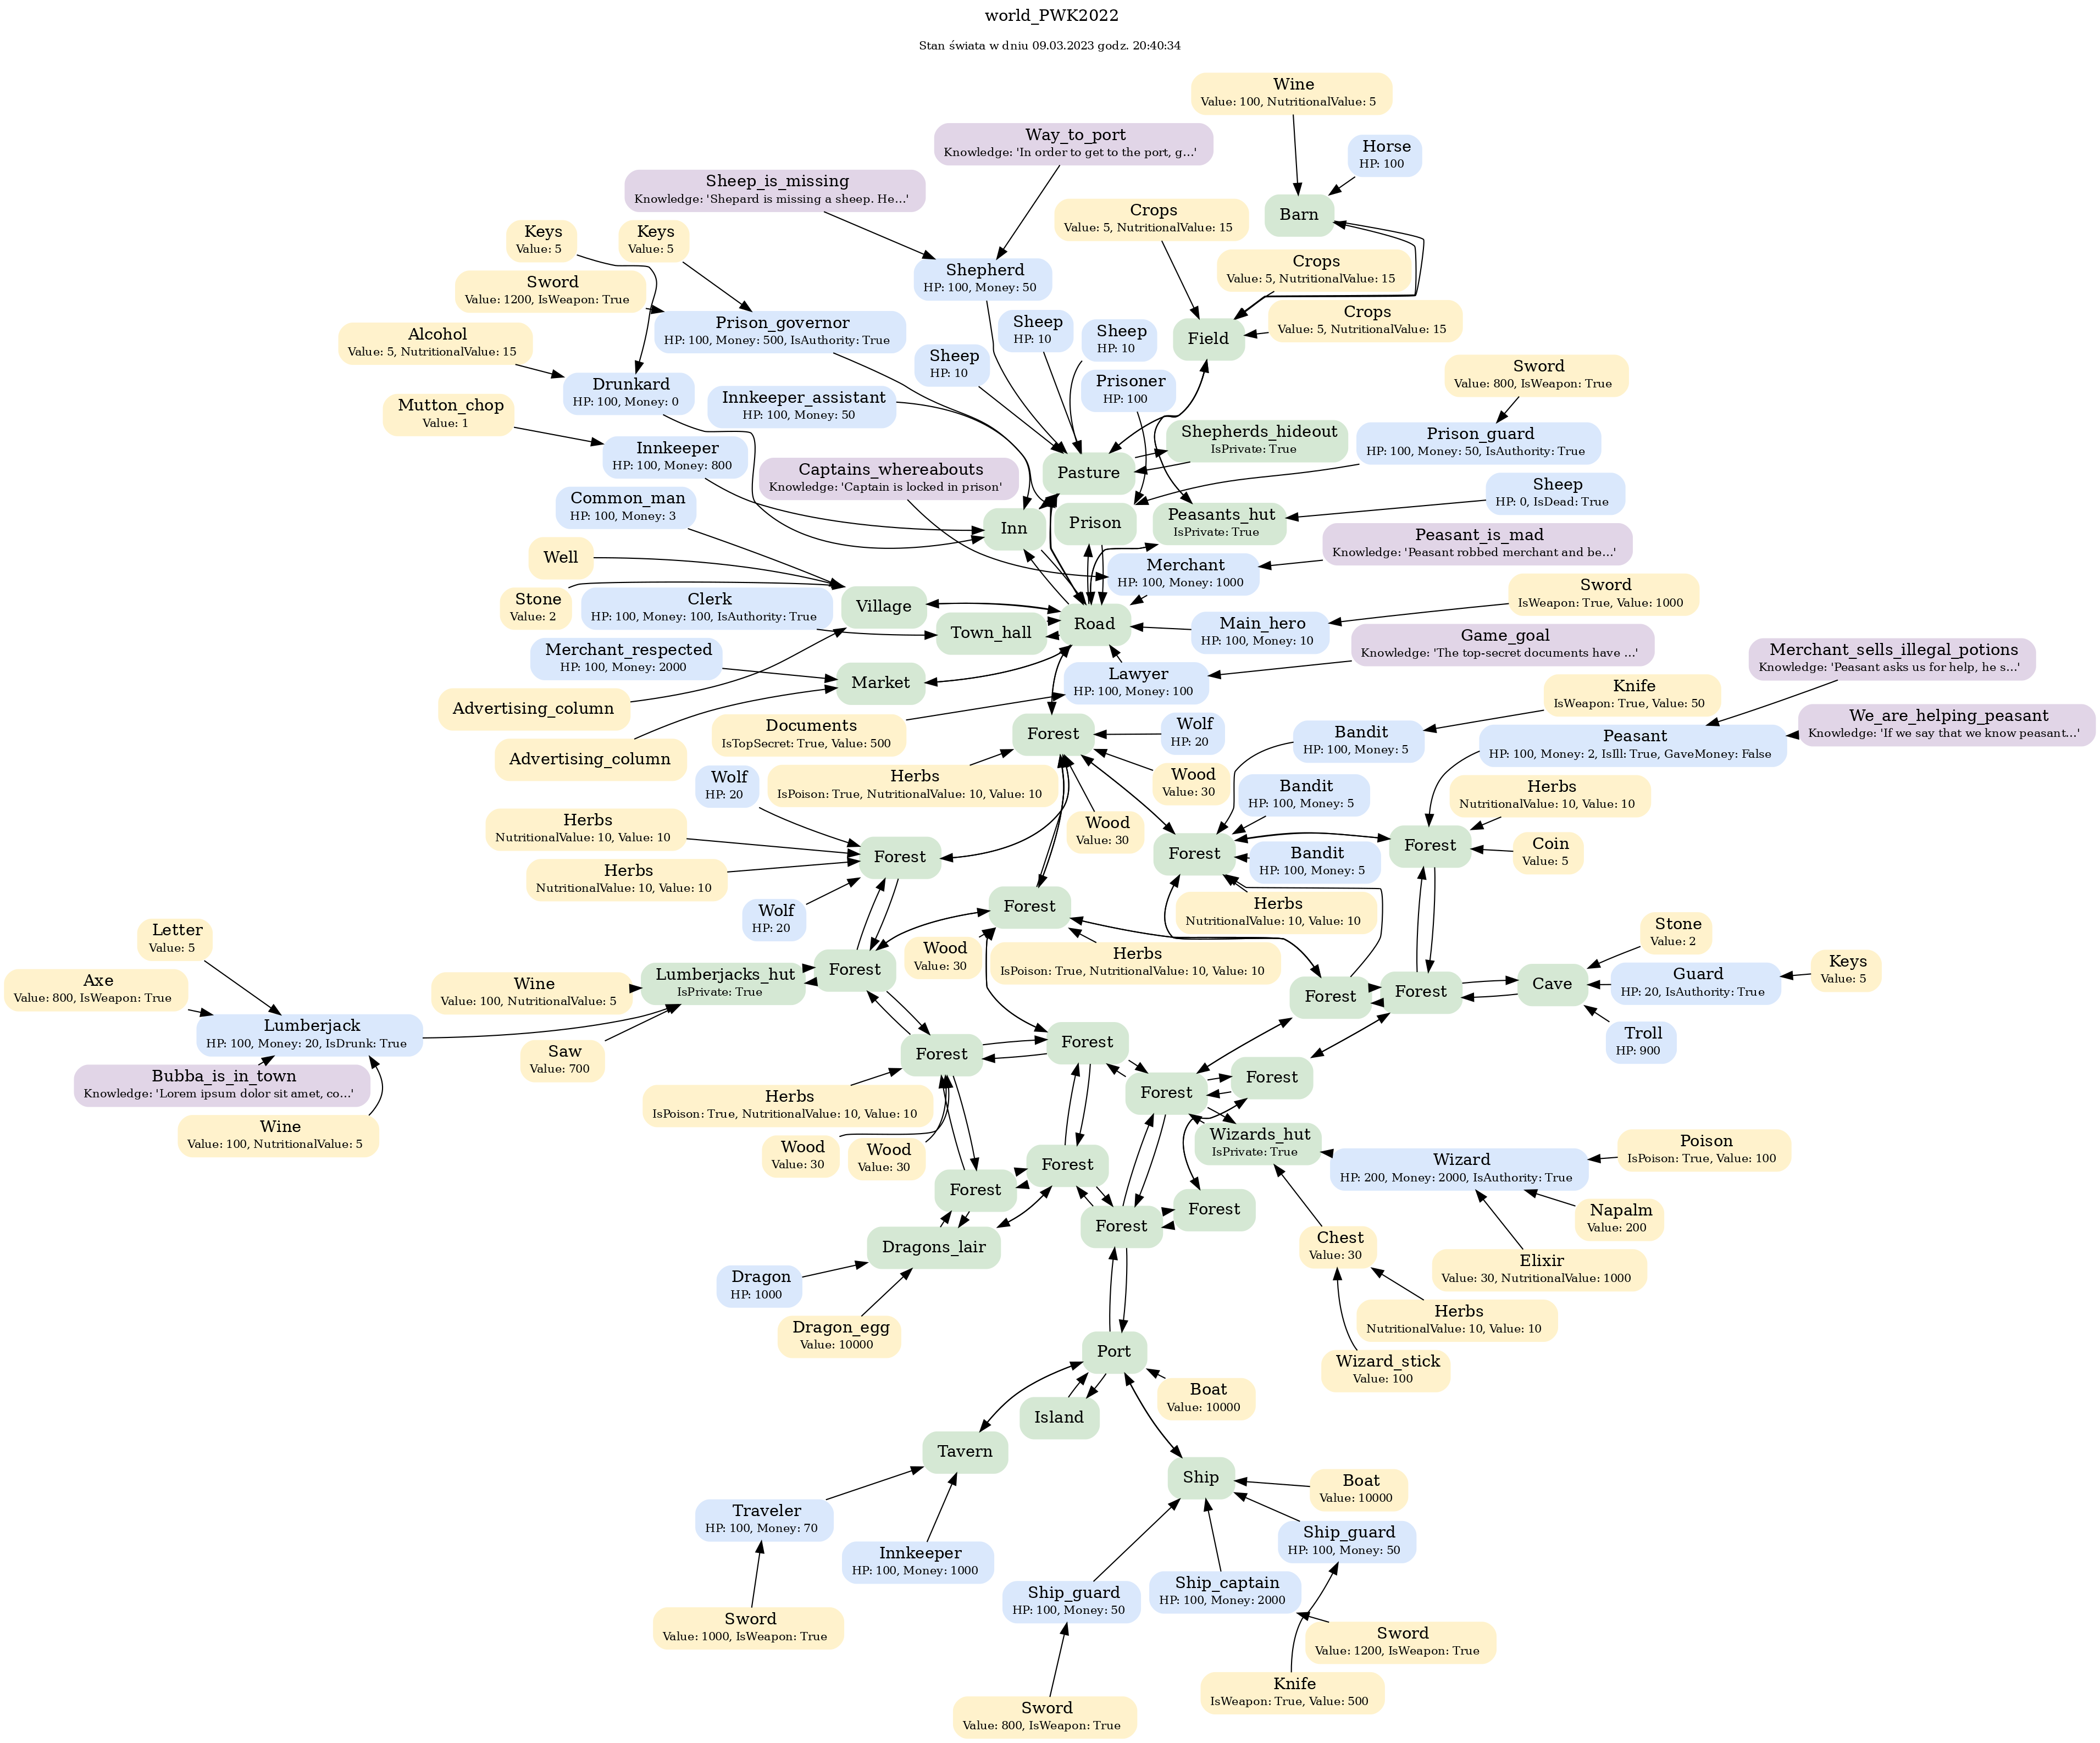 world_PWK2022
Stan świata w dniu 09.03.2023 godz. 20:40:34
Wine
Value: 100, NutritionalValue: 5
Way_to_port
Knowledge: 'In order to get to the port, g...'
Horse
HP: 100
Sheep_is_missing
Knowledge: 'Shepard is missing a sheep. He...'
Crops
Value: 5, NutritionalValue: 15
Barn
Keys
Value: 5
Keys
Value: 5
Crops
Value: 5, NutritionalValue: 15
Shepherd
HP: 100, Money: 50
Sword
Value: 1200, IsWeapon: True
Crops
Value: 5, NutritionalValue: 15
Prison_governor
HP: 100, Money: 500, IsAuthority: True
Sheep
HP: 10
Sheep
HP: 10
Field
Alcohol
Value: 5, NutritionalValue: 15
Sheep
HP: 10
Sword
Value: 800, IsWeapon: True
Drunkard
HP: 100, Money: 0
Prisoner
HP: 100
Innkeeper_assistant
HP: 100, Money: 50
Mutton_chop
Value: 1
Shepherds_hideout
IsPrivate: True
Prison_guard
HP: 100, Money: 50, IsAuthority: True
Innkeeper
HP: 100, Money: 800
Captains_whereabouts
Knowledge: 'Captain is locked in prison'
Pasture
Sheep
HP: 0, IsDead: True
Common_man
HP: 100, Money: 3
Inn
Prison
Peasants_hut
IsPrivate: True
Peasant_is_mad
Knowledge: 'Peasant robbed merchant and be...'
Well
Merchant
HP: 100, Money: 1000
Sword
IsWeapon: True, Value: 1000
Stone
Value: 2
Clerk
HP: 100, Money: 100, IsAuthority: True
Village
Town_hall
Road
Main_hero
HP: 100, Money: 10
Game_goal
Knowledge: 'The top-secret documents have ...'
Merchant_respected
HP: 100, Money: 2000
Merchant_sells_illegal_potions
Knowledge: 'Peasant asks us for help, he s...'
Market
Lawyer
HP: 100, Money: 100
Knife
IsWeapon: True, Value: 50
Advertising_column
Documents
IsTopSecret: True, Value: 500
Forest
Wolf
HP: 20
Bandit
HP: 100, Money: 5
Peasant
HP: 100, Money: 2, IsIll: True, GaveMoney: False
We_are_helping_peasant
Knowledge: 'If we say that we know peasant...'
Advertising_column
Wolf
HP: 20
Herbs
IsPoison: True, NutritionalValue: 10, Value: 10
Wood
Value: 30
Bandit
HP: 100, Money: 5
Herbs
NutritionalValue: 10, Value: 10
Herbs
NutritionalValue: 10, Value: 10
Wood
Value: 30
Forest
Coin
Value: 5
Herbs
NutritionalValue: 10, Value: 10
Forest
Forest
Bandit
HP: 100, Money: 5
Wolf
HP: 20
Forest
Herbs
NutritionalValue: 10, Value: 10
Letter
Value: 5
Wood
Value: 30
Herbs
IsPoison: True, NutritionalValue: 10, Value: 10
Stone
Value: 2
Axe
Value: 800, IsWeapon: True
Wine
Value: 100, NutritionalValue: 5
Lumberjacks_hut
IsPrivate: True
Forest
Forest
Forest
Cave
Guard
HP: 20, IsAuthority: True
Keys
Value: 5
Lumberjack
HP: 100, Money: 20, IsDrunk: True
Saw
Value: 700
Forest
Forest
Troll
HP: 900
Bubba_is_in_town
Knowledge: 'Lorem ipsum dolor sit amet, co...'
Herbs
IsPoison: True, NutritionalValue: 10, Value: 10
Forest
Forest
Wine
Value: 100, NutritionalValue: 5
Wood
Value: 30
Wood
Value: 30
Forest
Wizards_hut
IsPrivate: True
Poison
IsPoison: True, Value: 100
Wizard
HP: 200, Money: 2000, IsAuthority: True
Forest
Forest
Forest
Napalm
Value: 200
Dragons_lair
Chest
Value: 30
Elixir
Value: 30, NutritionalValue: 1000
Dragon
HP: 1000
Herbs
NutritionalValue: 10, Value: 10
Dragon_egg
Value: 10000
Port
Wizard_stick
Value: 100
Boat
Value: 10000
Island
Tavern
Ship
Boat
Value: 10000
Traveler
HP: 100, Money: 70
Ship_guard
HP: 100, Money: 50
Innkeeper
HP: 100, Money: 1000
Ship_guard
HP: 100, Money: 50
Ship_captain
HP: 100, Money: 2000
Sword
Value: 1000, IsWeapon: True
Sword
Value: 1200, IsWeapon: True
Knife
IsWeapon: True, Value: 500
Sword
Value: 800, IsWeapon: True